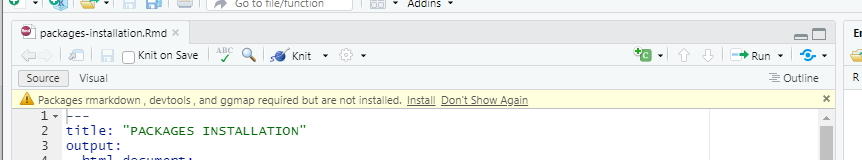 Go to file/function
Addins
packages-installation.Rmd
Knit on Save
ABC
Knit
Run
Source
Visual
Outline
Packages rmarkdown , devtools , and ggmap required but are not installed. Install Don't Show Again
R
1 ---
2 title: "PACKAGES INSTALLATION"
3 output:
html_document: